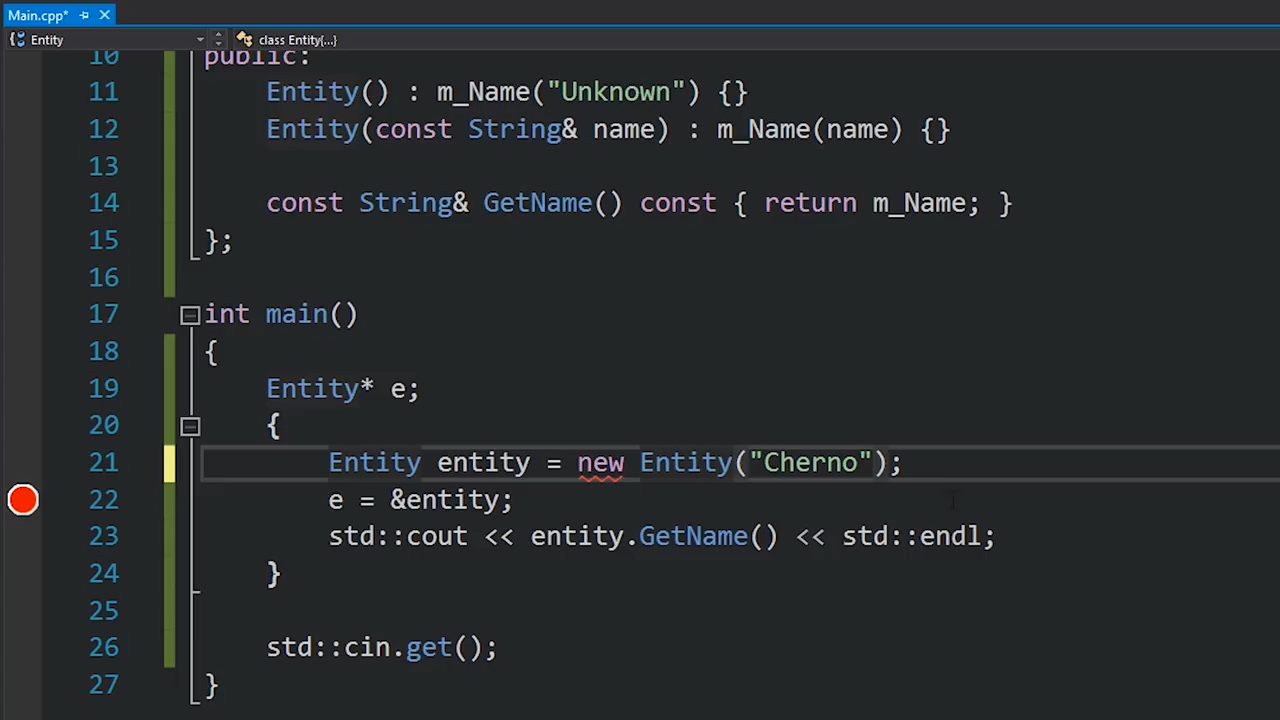 Main.cpp*
Entity class Entity{...}
10 public:
11 Entity() : m_Name("Unknown") {}
12 Entity(const String& name) : m_Name(name) {}
13
14 const String& GetName() const { return m_Name; }
15 };
16
17 int main()
18 {
19 Entity* e;
20 {
21 Entity entity = new Entity("Cherno");
22 e = &entity;
23 std::cout << entity.GetName() << std::endl;
24 }
25
26 std::cin.get();
27 }